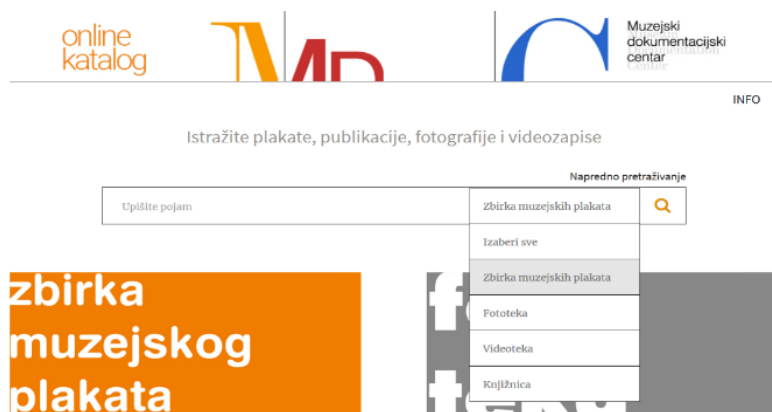 online
katalog
Muzejski
dokumentacijski
centar
INFO
Istražite plakate, publikacije, fotografije i videozapise
Napredno pretraživanje
Upišite pojam
Zbirka muzejskih plakata
Izaberi sve
Zbirka muzejskih plakata
Fototeka
Videoteka
Knjižnica
zbirka
muzejskog
plakata